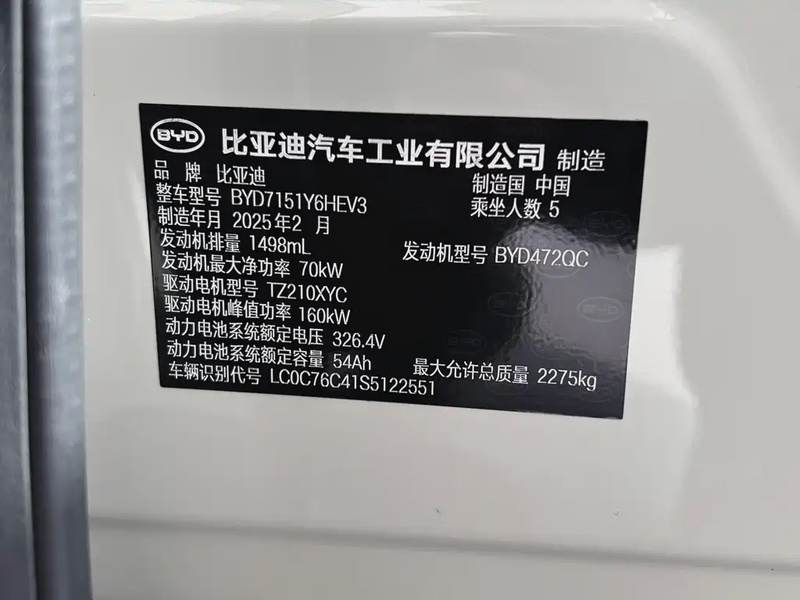 BYD 比亚迪汽车工业有限公司 制造
品 牌 比亚迪 制造国 中国
整车型号 BYD7151Y6HEV3 乘坐人数 5
制造年月 2025年2 月
发动机排量 1498mL 发动机型号 BYD472QC
发动机最大净功率 70kW
驱动电机型号 TZ210XYC
驱动电机峰值功率 160kW
动力电池系统额定电压 326.4V
动力电池系统额定容量 54Ah 最大允许总质量 2275kg
车辆识别代号 LC0C76C41S5122551